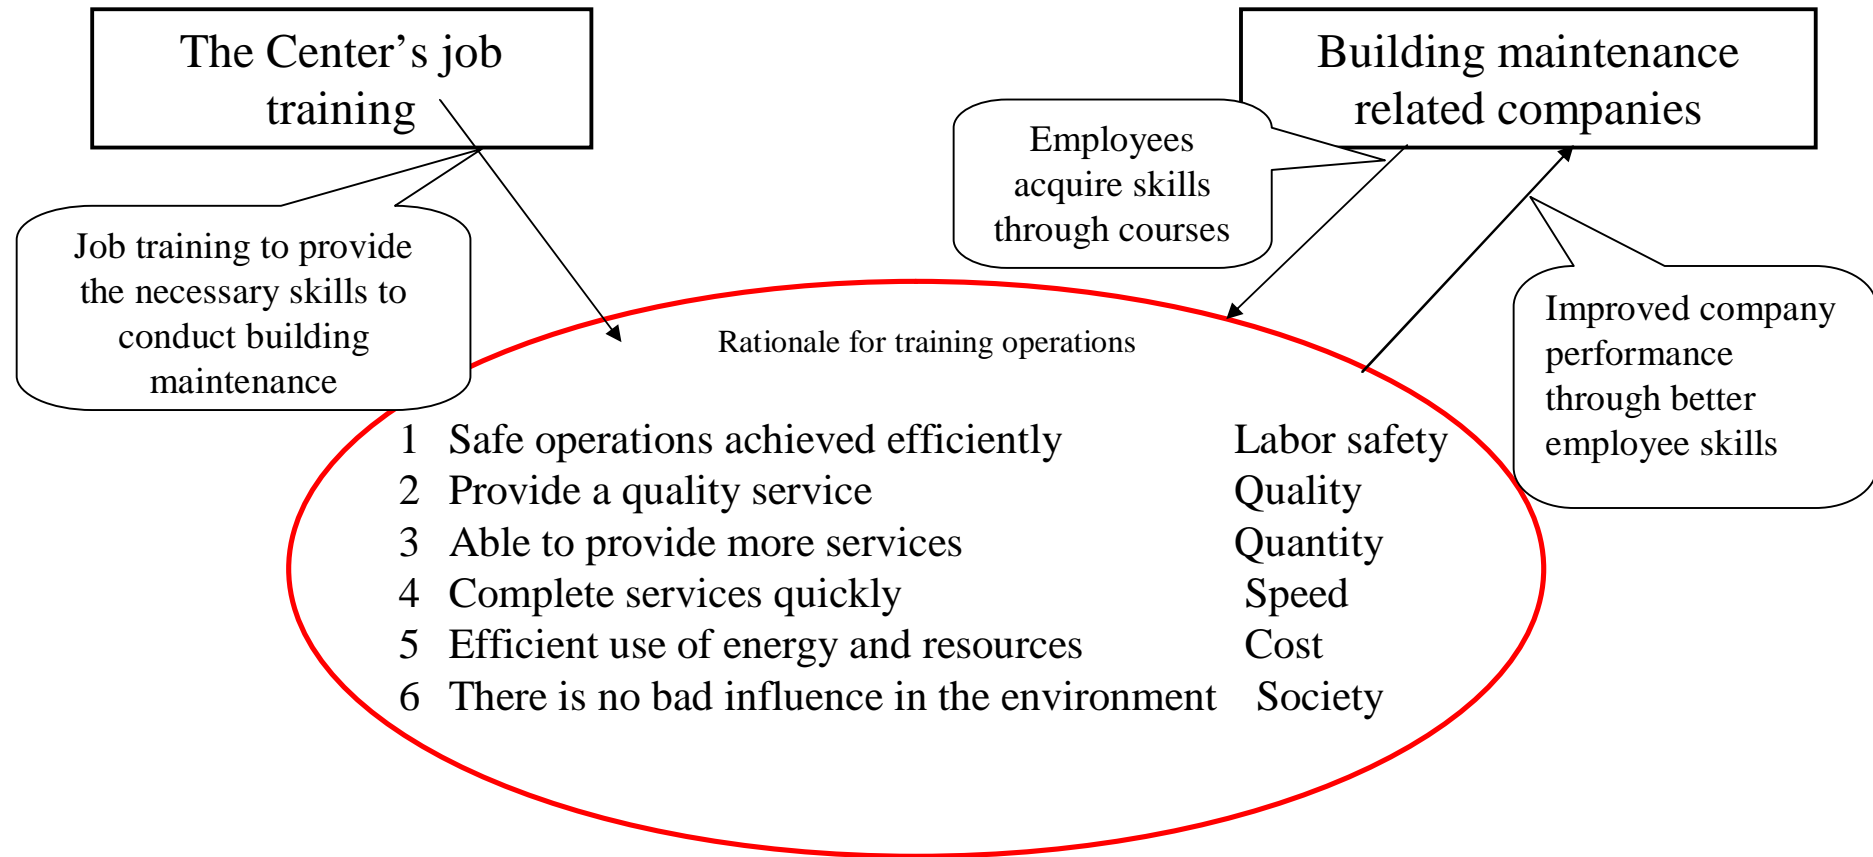 The Center’s job
training
Building maintenance
related companies
Employees
acquire skills
through courses
Job training to provide
the necessary skills to
conduct building
maintenance
Improved company
performance
through better
employee skills
Rationale for training operations
1 Safe operations achieved efficiently Labor safety
2 Provide a quality service Quality
3 Able to provide more services Quantity
4 Complete services quickly Speed
5 Efficient use of energy and resources Cost
6 There is no bad influence in the environment Society